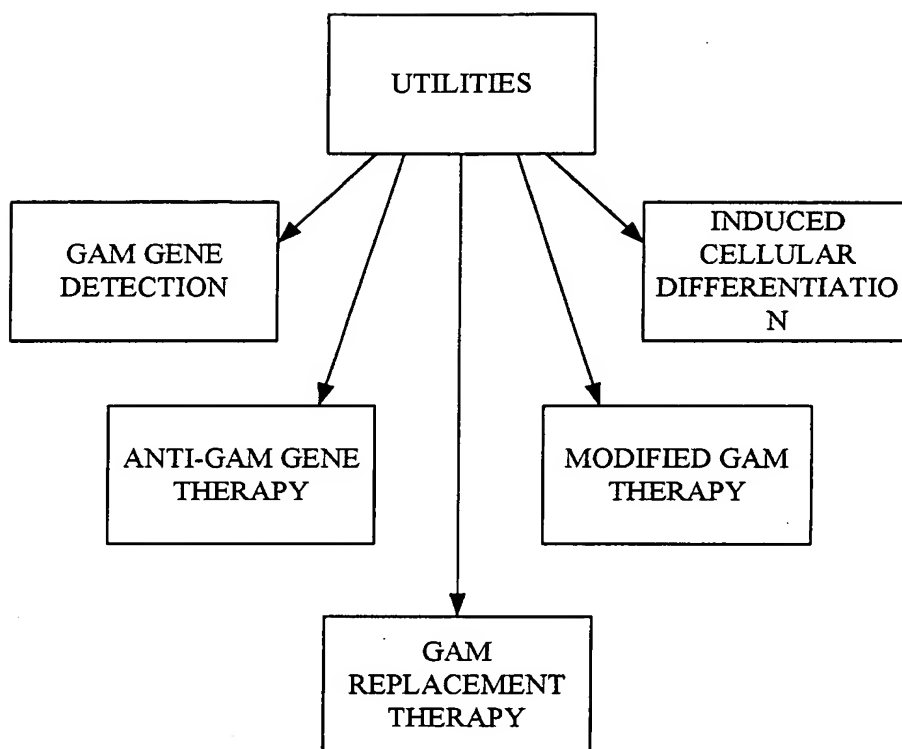 UTILITIES
GAM GENE
DETECTION
INDUCED
CELLULAR
DIFFERENTIATIO
N
ANTI-GAM GENE
THERAPY
MODIFIED GAM
THERAPY
GAM
REPLACEMENT
THERAPY